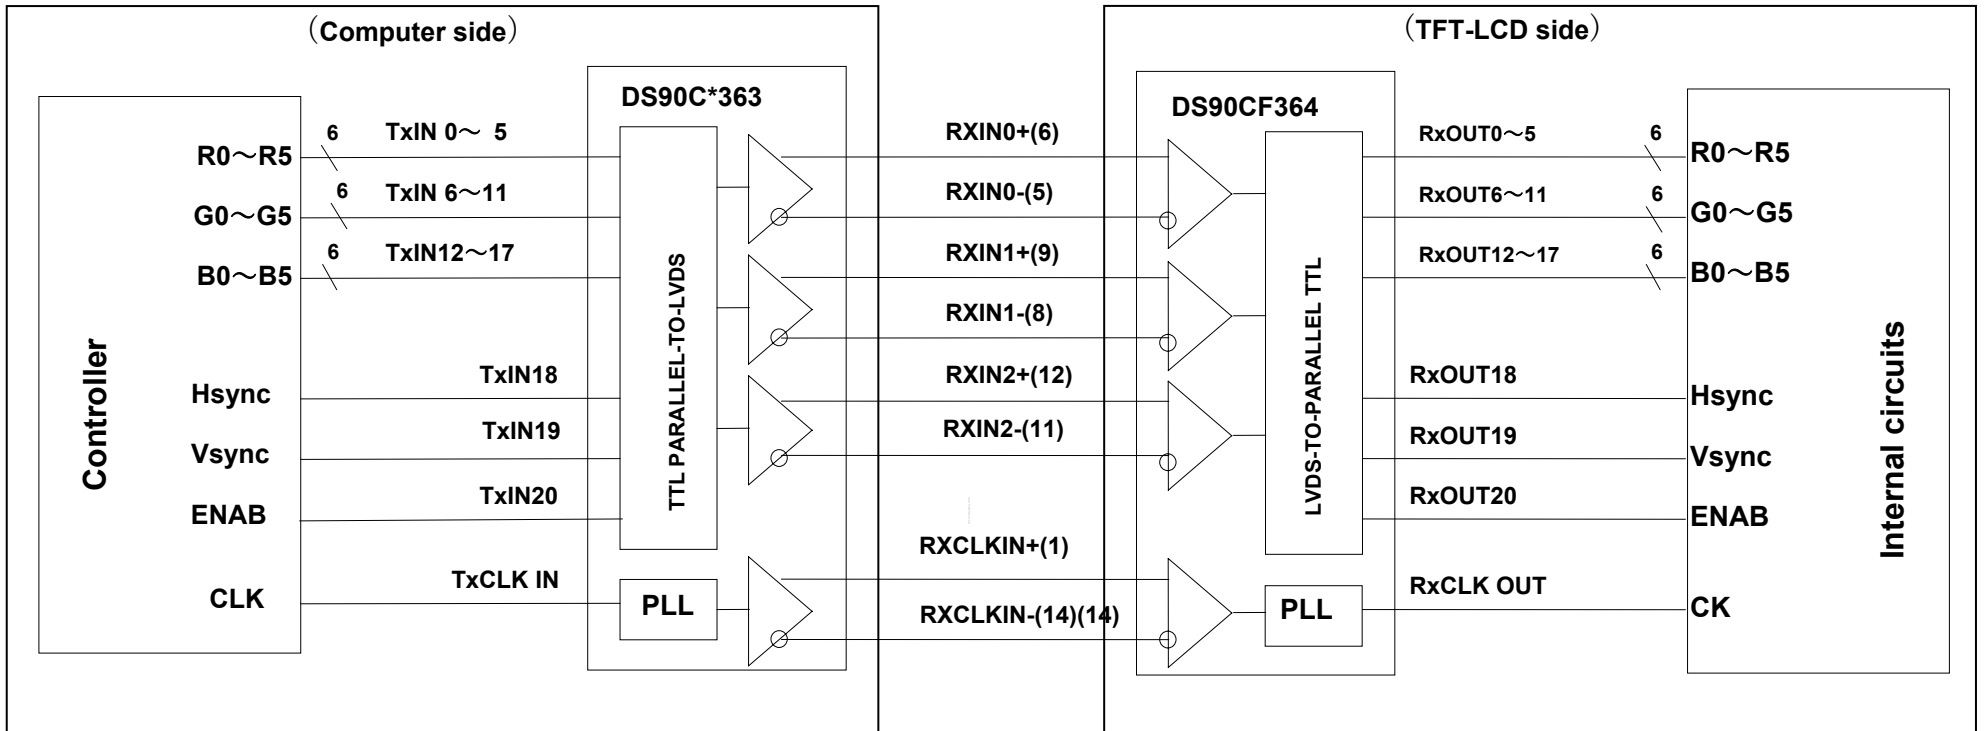 （Computer side）
（TFT-LCD side）
DS90C*363
DS90CF364
Controller
R0～R5
6
TxIN 0～ 5
G0～G5
6
TxIN 6～11
B0～B5
6
TxIN12～17
Hsync
TxIN18
Vsync
TxIN19
ENAB
TxIN20
CLK
TxCLK IN
TTL PARALLEL-TO-LVDS
PLL
RXIN0+(6)
RXIN0-(5)
RXIN1+(9)
RXIN1-(8)
RXIN2+(12)
RXIN2-(11)
RXCLKIN+(1)
RXCLKIN-(14)(14)
LVDS-TO-PARALLEL TTL
PLL
RxOUT0～5
6
R0～R5
RxOUT6～11
6
G0～G5
RxOUT12～17
6
B0～B5
RxOUT18
Hsync
RxOUT19
Vsync
RxOUT20
ENAB
RxCLK OUT
CK
Internal circuits